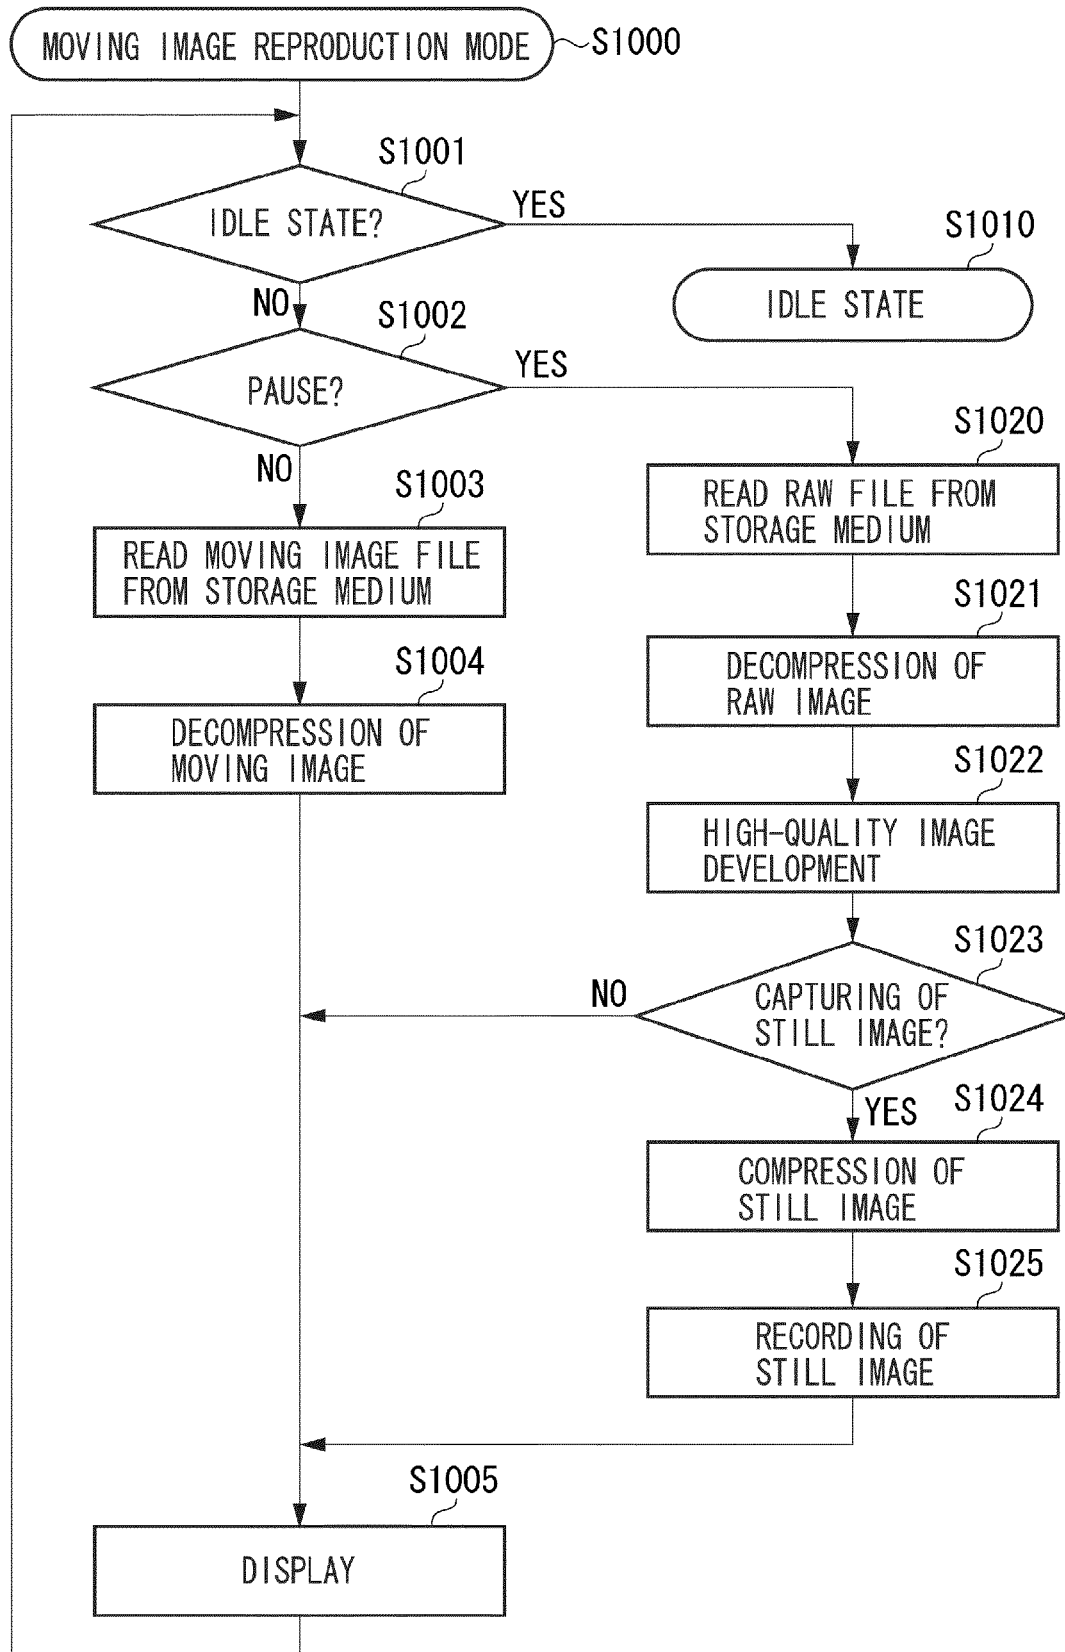 MOVING IMAGE REPRODUCTION MODE
S1000
S1001
IDLE STATE?
YES
S1010
IDLE STATE
NO
S1002
PAUSE?
YES
S1020
READ RAW FILE FROM
STORAGE MEDIUM
NO
S1003
READ MOVING IMAGE FILE
FROM STORAGE MEDIUM
S1021
DECOMPRESSION OF
RAW IMAGE
S1004
DECOMPRESSION OF
MOVING IMAGE
S1022
HIGH-QUALITY IMAGE
DEVELOPMENT
S1023
CAPTURING OF
STILL IMAGE?
NO
YES
S1024
COMPRESSION OF
STILL IMAGE
S1025
RECORDING OF
STILL IMAGE
S1005
DISPLAY